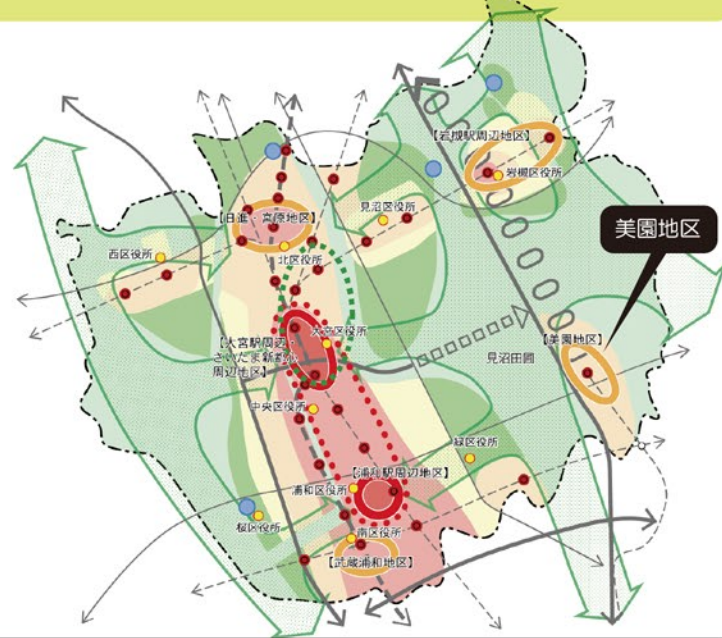 【岩槻駅周辺地区】
岩槻区役所
見沼区役所
【日進・宮原地区】
美園地区
西区役所
北区役所
大宮区役所
【大宮駅周辺・
さいたま新都心
周辺地区】
【美園地区】
見沼田圃
中央区役所
緑区役所
【浦和駅周辺地区】
浦和区役所
桜区役所
南区役所
【武蔵浦和地区】